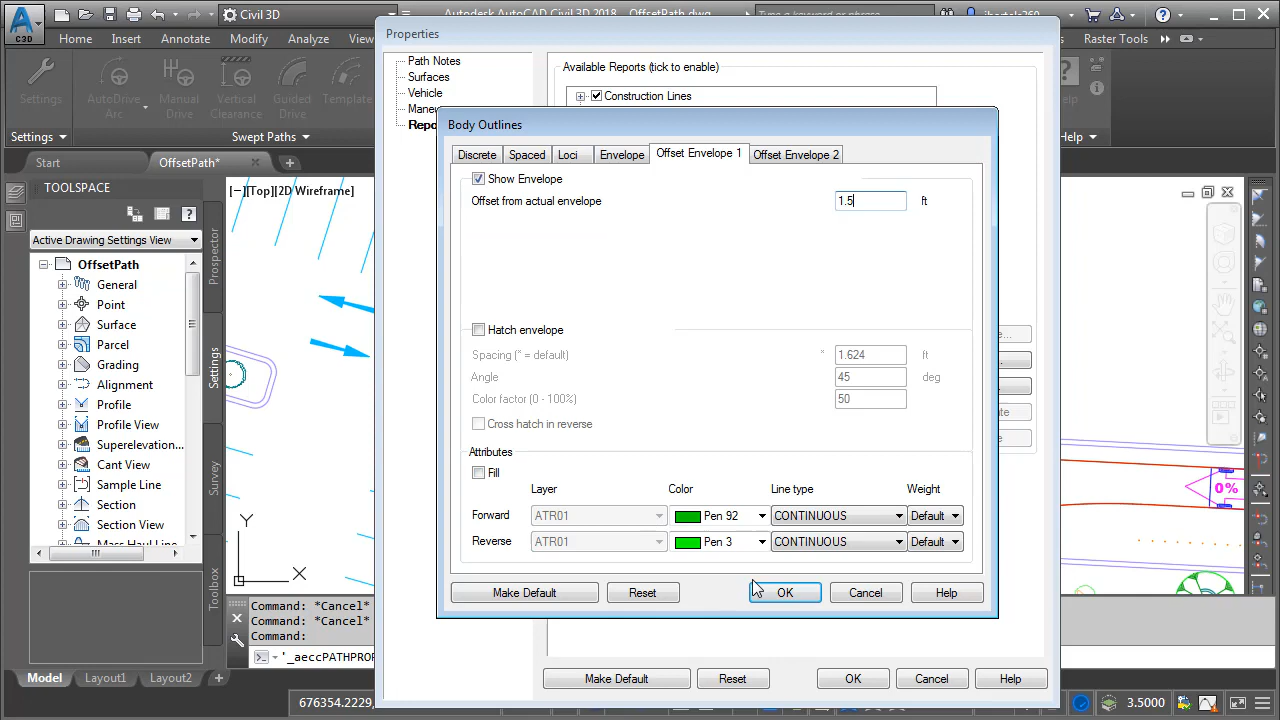 Civil 3D
Autodesk AutoCAD Civil 3D 2018 OffsetPath.dwg
C3D
Home Insert Annotate Modify Analyze View
Raster Tools
Settings
AutoDrive Arc
Manual Drive
Vertical Clearance
Guided Drive
Template
Help
Settings
Swept Paths
Help
Start
OffsetPath*
TOOLSPACE
[−][Top][2D Wireframe]
Active Drawing Settings View
OffsetPath
General
Point
Surface
Parcel
Grading
Alignment
Profile
Profile View
Superelevation...
Cant View
Sample Line
Section
Section View
Mass Haul Line
Prospector
Settings
Survey
Toolbox
Y
X
0%
Command: *Cancel*
Command: *Cancel*
Command:
'_aeccPATHPROP
Model
Layout1
Layout2
676354.2229,
3.5000
Properties
Path Notes
Surfaces
Vehicle
Available Reports (tick to enable)
Construction Lines
Make Default
Reset
OK
Cancel
Help
Body Outlines
Discrete
Spaced
Loci
Envelope
Offset Envelope 1
Offset Envelope 2
Show Envelope
Offset from actual envelope 1.5 ft
Hatch envelope
Spacing (* = default) * 1.624
Angle 45 deg
Color factor (0 - 100%) 50
Cross hatch in reverse
Attributes
Fill
Layer Color Line type Weight
Forward ATR01 Pen 92 CONTINUOUS Default
Reverse ATR01 Pen 3 CONTINUOUS Default
Make Default
Reset
OK
Cancel
Help